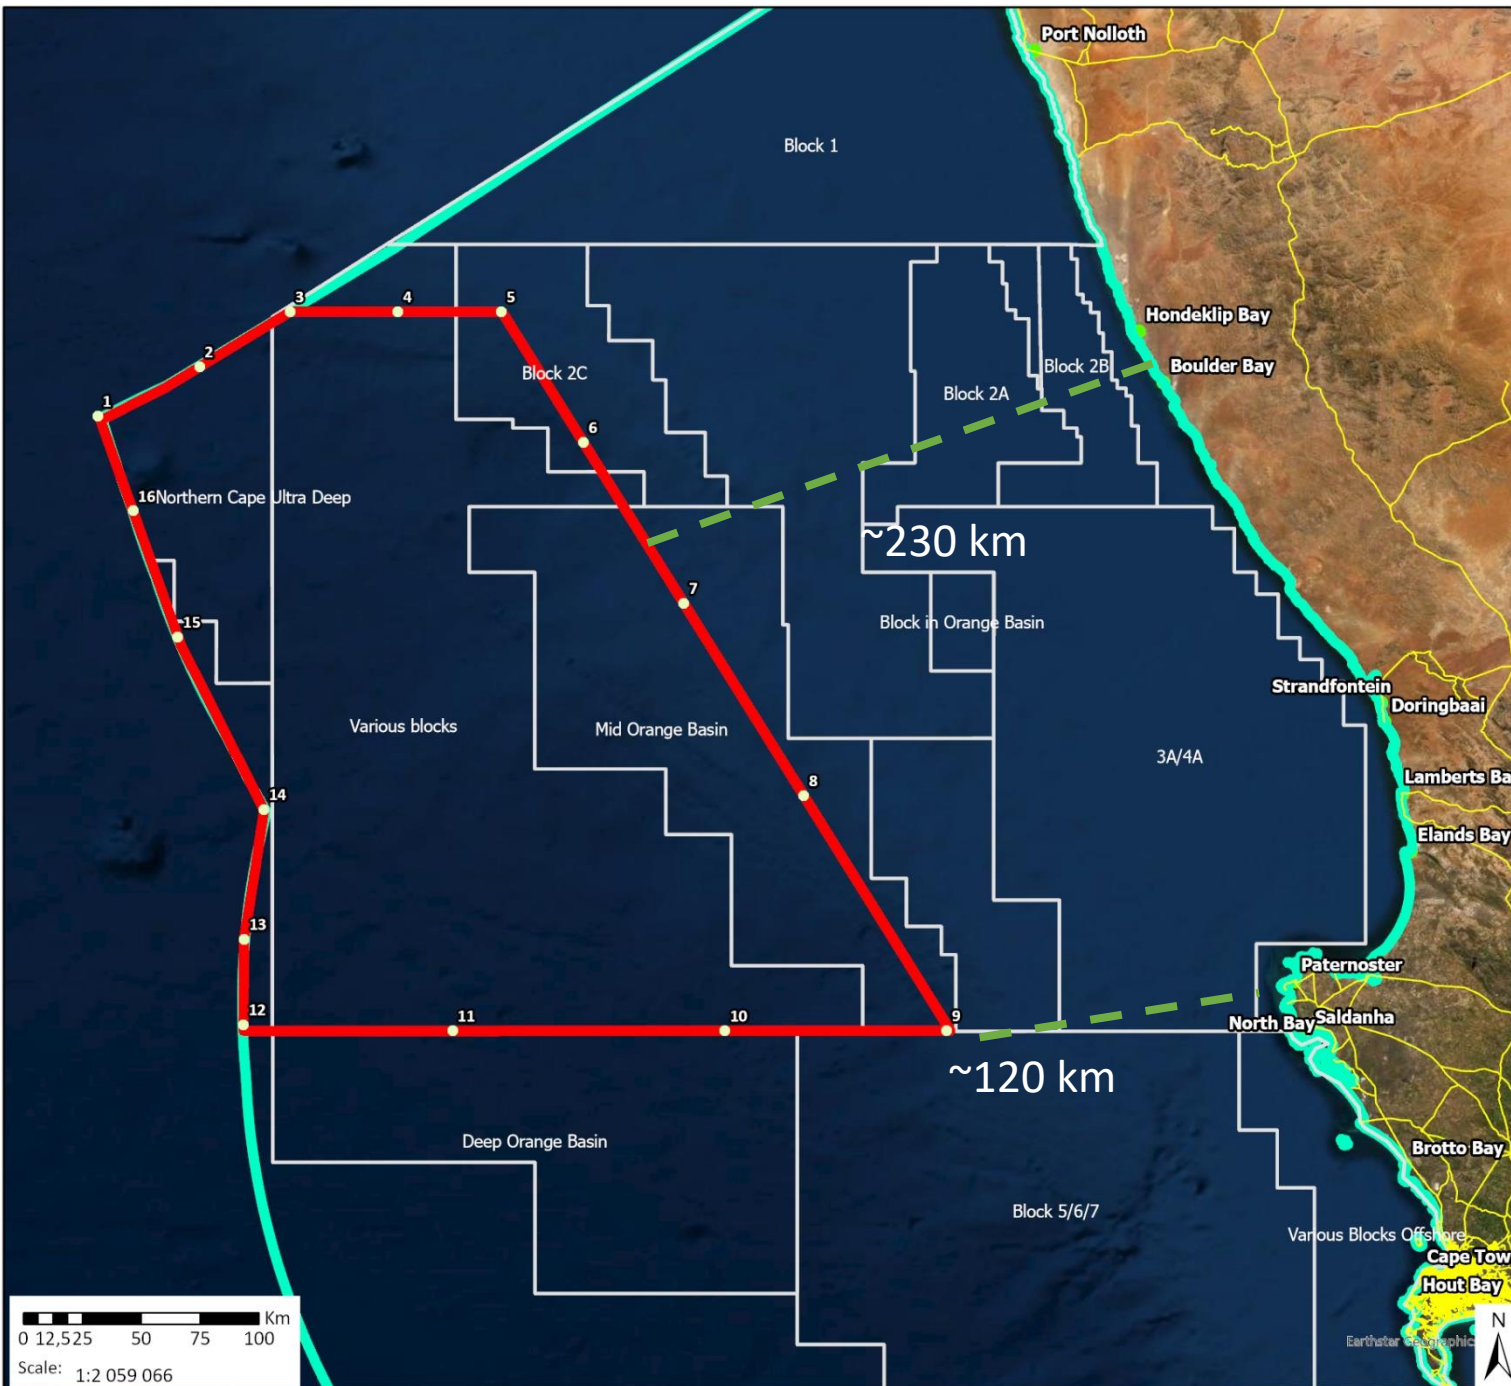 Port Nolloth
Block 1
3
4
5
Hondeklip Bay
2
Block 2C
Block 2B
Boulder Bay
Block 2A
1
6
16
Northern Cape Ultra Deep
~230 km
7
15
Block in Orange Basin
Strandfontein
Doringbaai
Various blocks
Mid Orange Basin
3A/4A
8
14
Lamberts Ba
Elands Bay
13
Paternoster
12
11
10
9
North Bay
Saldanha
~120 km
Deep Orange Basin
Brotto Bay
Block 5/6/7
Various Blocks Offshore
Cape Tow
Hout Bay
Km
0 12,525 50 75 100
Scale: 1:2 059 066
Earthstar Geographic
N